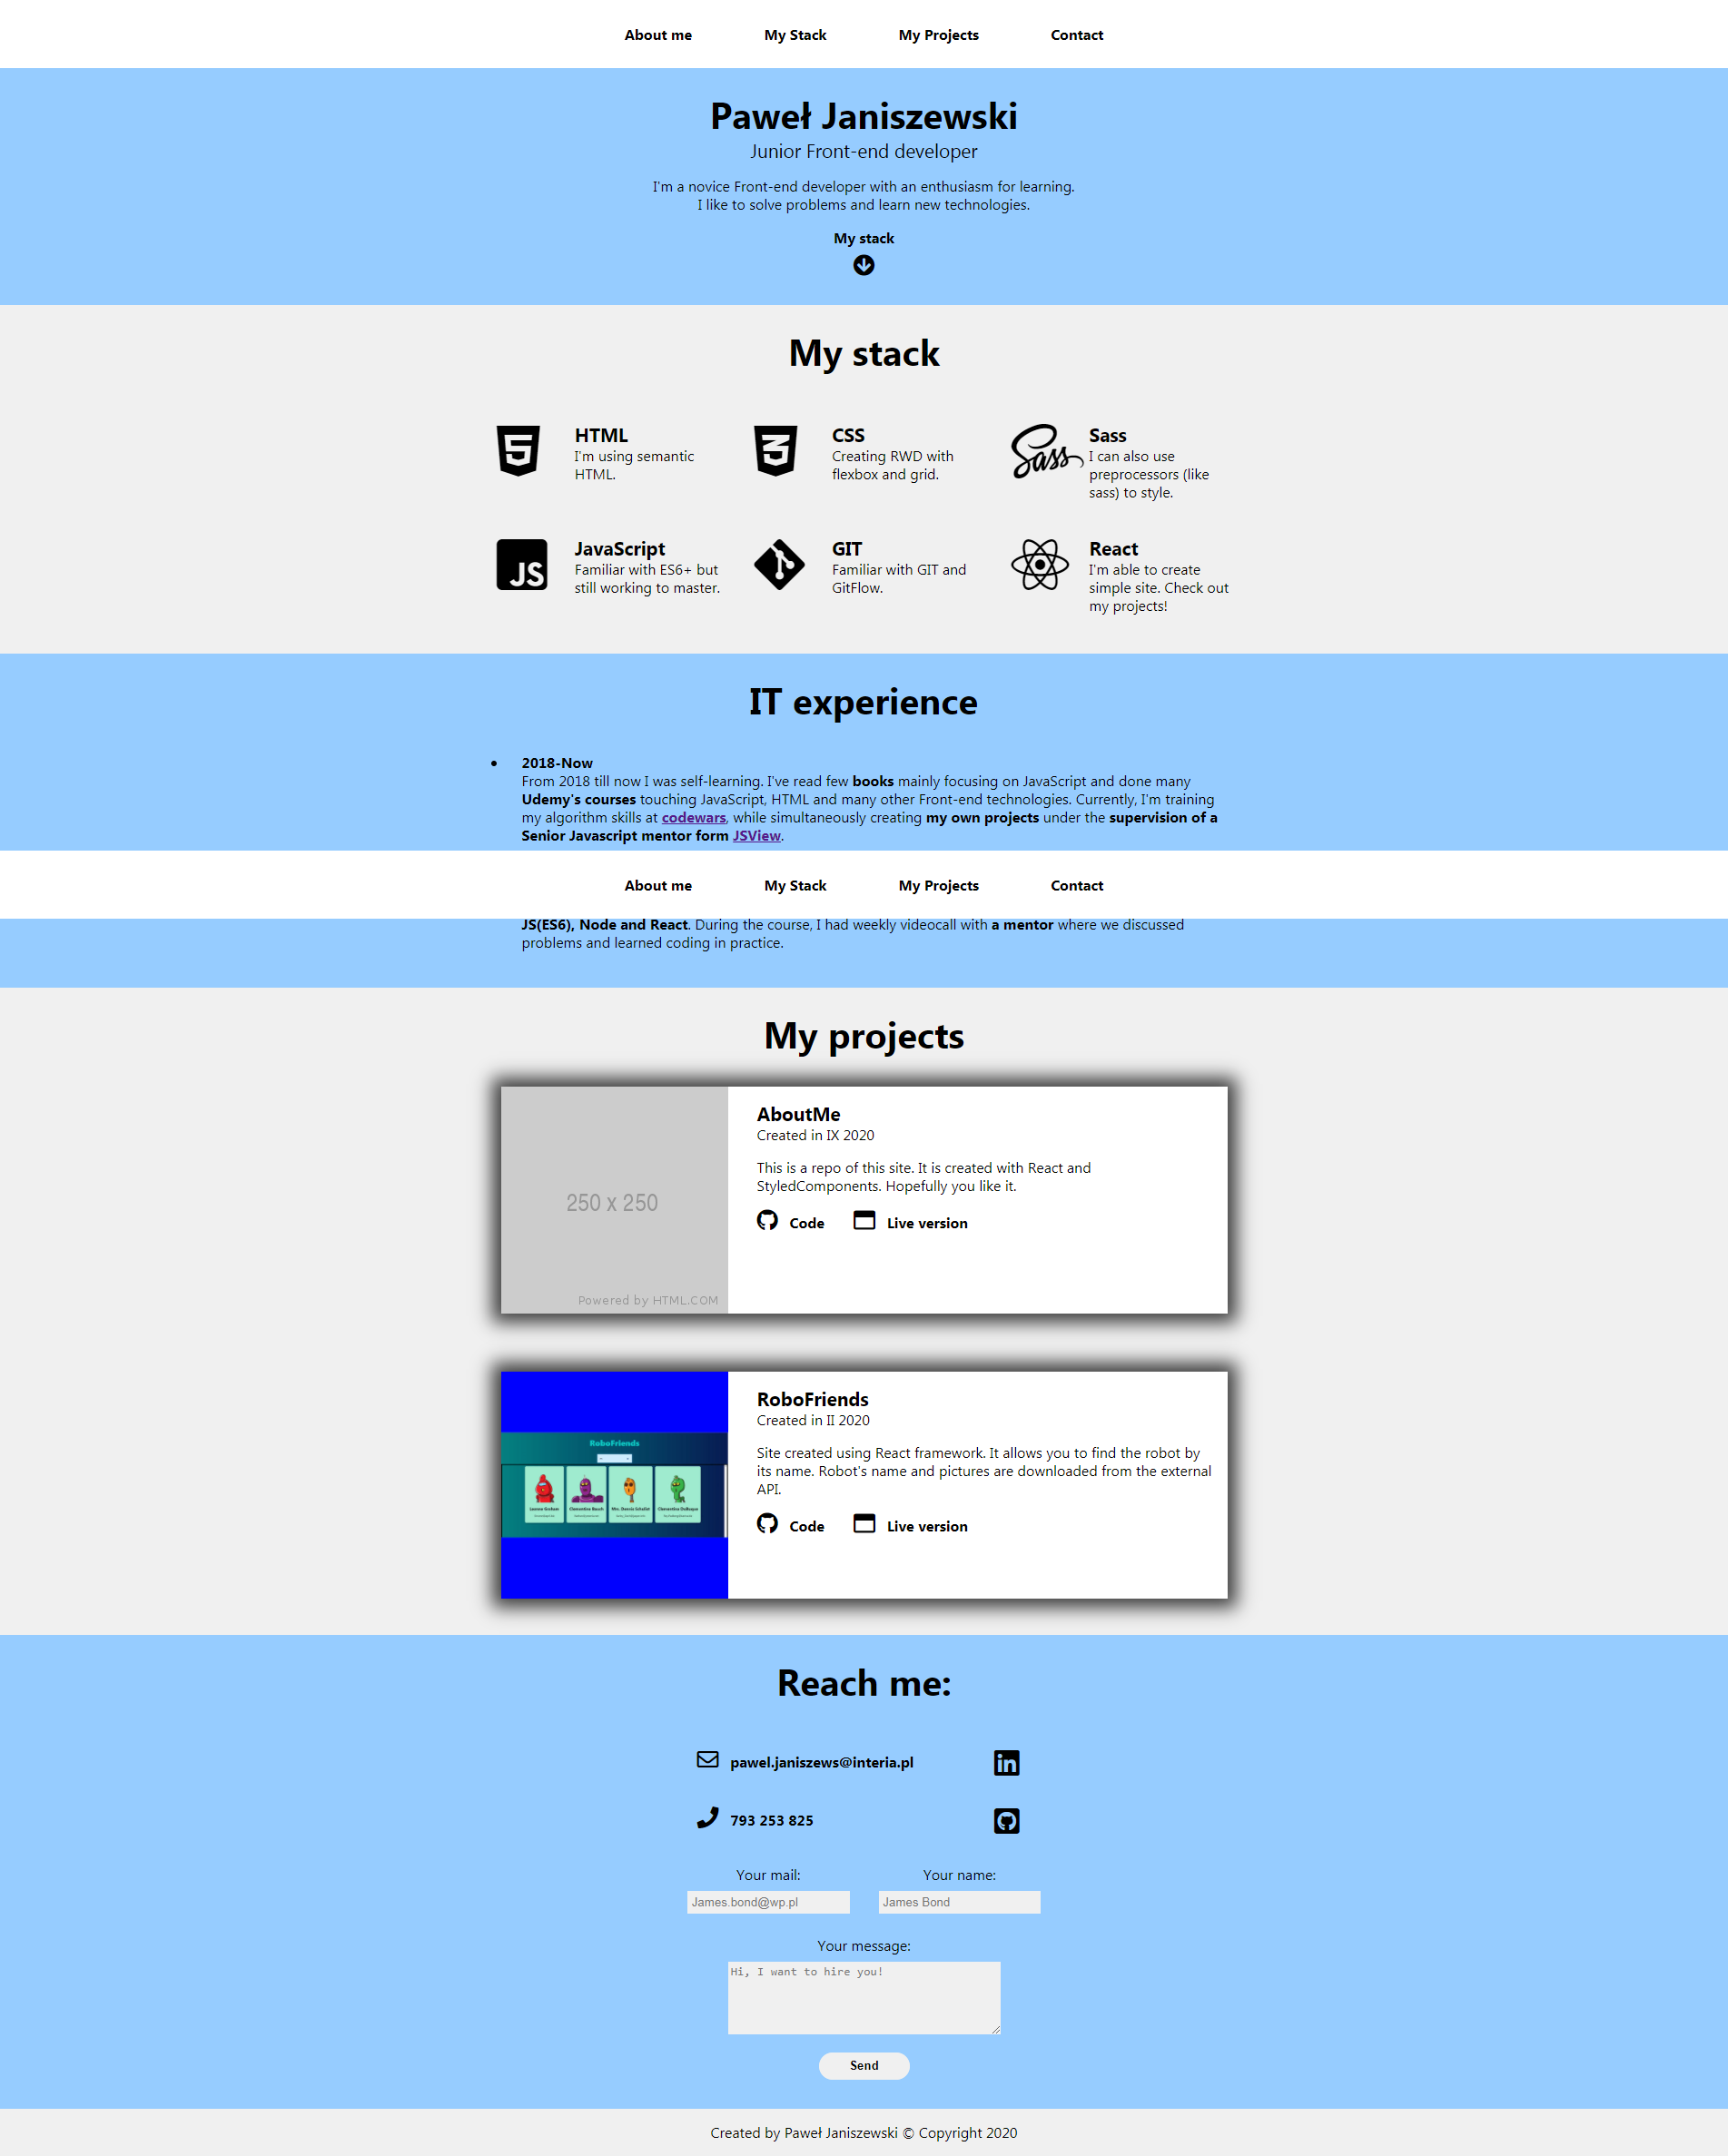 About me My Stack My Projects Contact
Paweł Janiszewski
Junior Front-end developer
I'm a novice Front-end developer with an enthusiasm for learning.
I like to solve problems and learn new technologies.
My stack
My stack
HTML
I'm using semantic
HTML.
CSS
Creating RWD with
flexbox and grid.
Sass
I can also use
preprocessors (like
sass) to style.
JavaScript
Familiar with ES6+ but
still working to master.
GIT
Familiar with GIT and
GitFlow.
React
I'm able to create
simple site. Check out
my projects!
IT experience
2018-Now
From 2018 till now I was self-learning. I've read few books mainly focusing on JavaScript and done many
Udemy's courses touching JavaScript, HTML and many other Front-end technologies. Currently, I'm training
my algorithm skills at codewars, while simultaneously creating my own projects under the supervision of a
Senior Javascript mentor form JSView.
About me My Stack My Projects Contact
JS(ES6), Node and React. During the course, I had weekly videocall with a mentor where we discussed
problems and learned coding in practice.
My projects
250 x 250
Powered by HTML.COM
AboutMe
Created in IX 2020
This is a repo of this site. It is created with React and
StyledComponents. Hopefully you like it.
Code Live version
RoboFriends
RoboFriends
Created in II 2020
Site created using React framework. It allows you to find the robot by
its name. Robot's name and pictures are downloaded from the external
API.
Code Live version
Reach me:
pawel.janiszews@interia.pl
793 253 825
Your mail: Your name:
James.bond@wp.pl James Bond
Your message:
Hi, I want to hire you!
Send
Created by Paweł Janiszewski © Copyright 2020